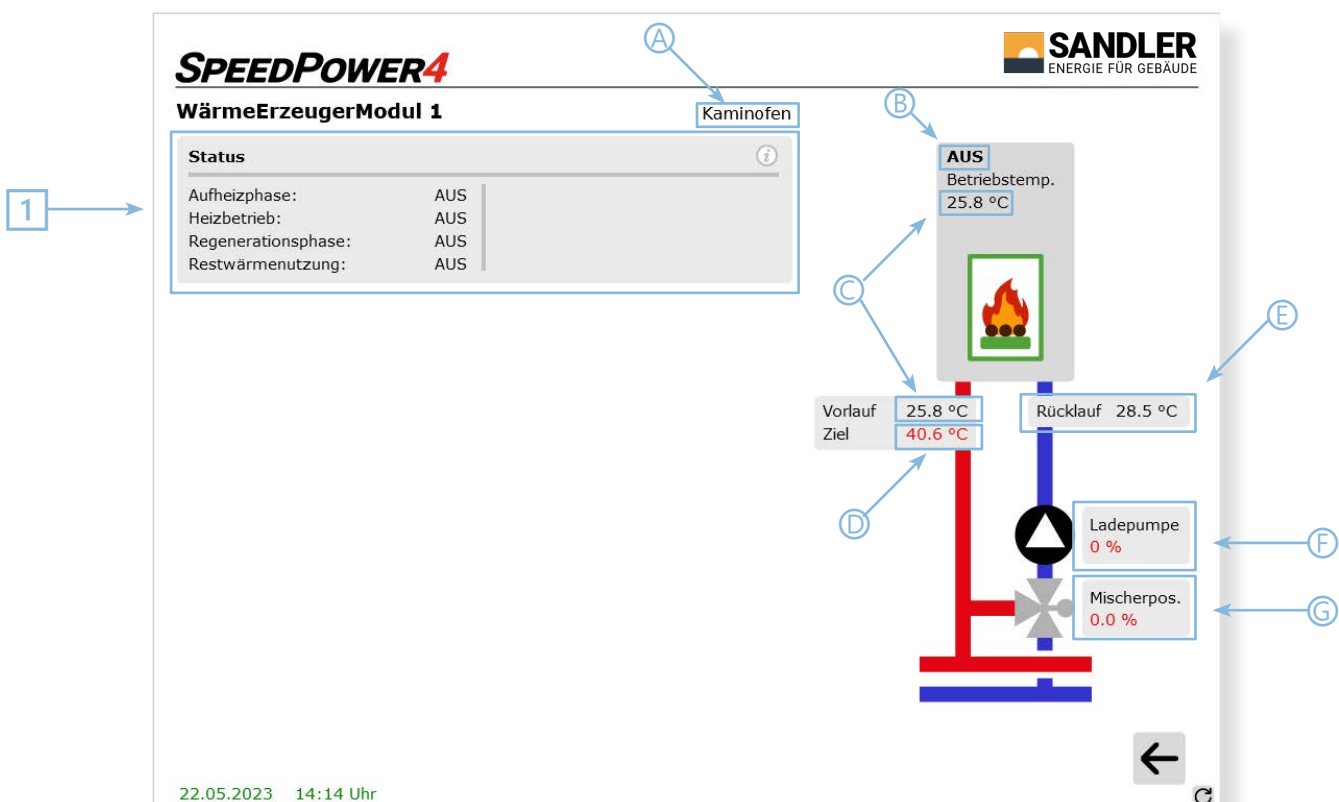 A
SPEEDPOWER4
SANDLER
ENERGIE FÜR GEBÄUDE
WärmeErzeugerModul 1
Kaminofen
B
Status
i
AUS
Betriebstemp.
25.8 °C
1
Aufheizphase: AUS
Heizbetrieb: AUS
Regenerationsphase: AUS
Restwärmenutzung: AUS
C
E
Vorlauf 25.8 °C
Ziel 40.6 °C
Rücklauf 28.5 °C
D
Ladepumpe
0 %
F
Mischerpos.
0.0 %
G
22.05.2023 14:14 Uhr